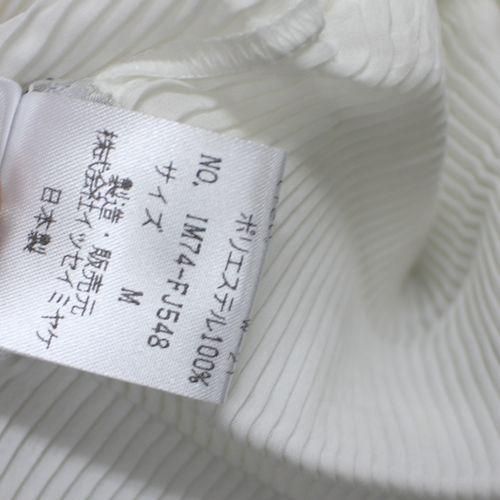 ポリエステル100%
NO. IM74-FJ548
サイズ M
製造・販売元
株式会社イッセイミヤケ
日本製